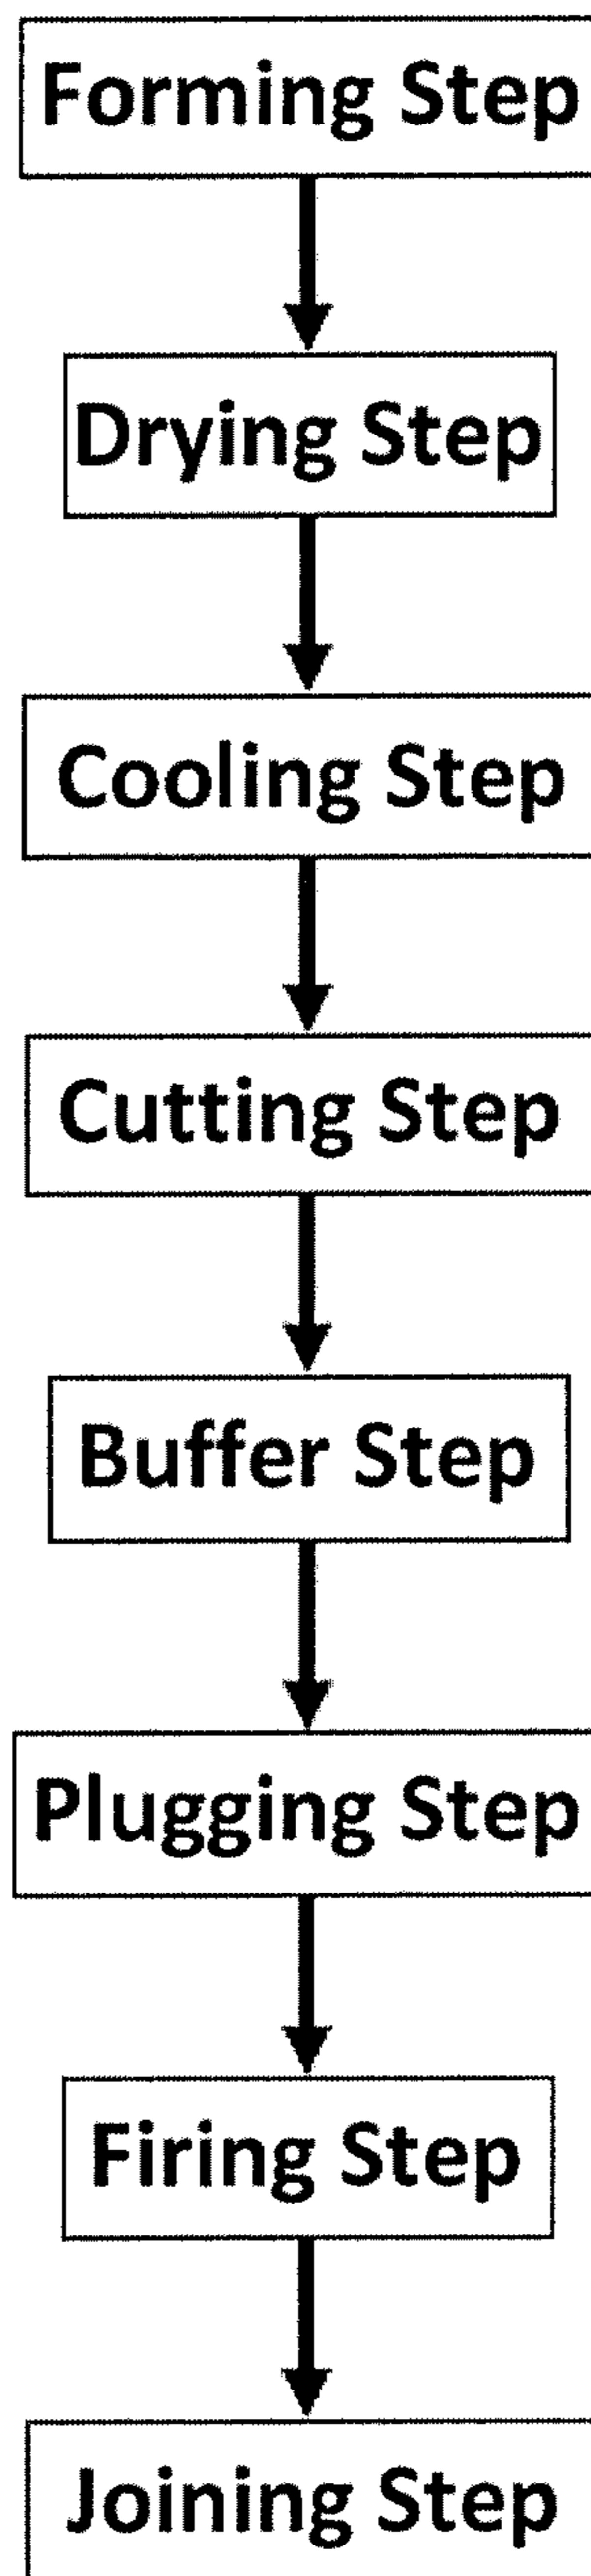 Forming Step
Drying Step
Cooling Step
Cutting Step
Buffer Step
Plugging Step
Firing Step
Joining Step